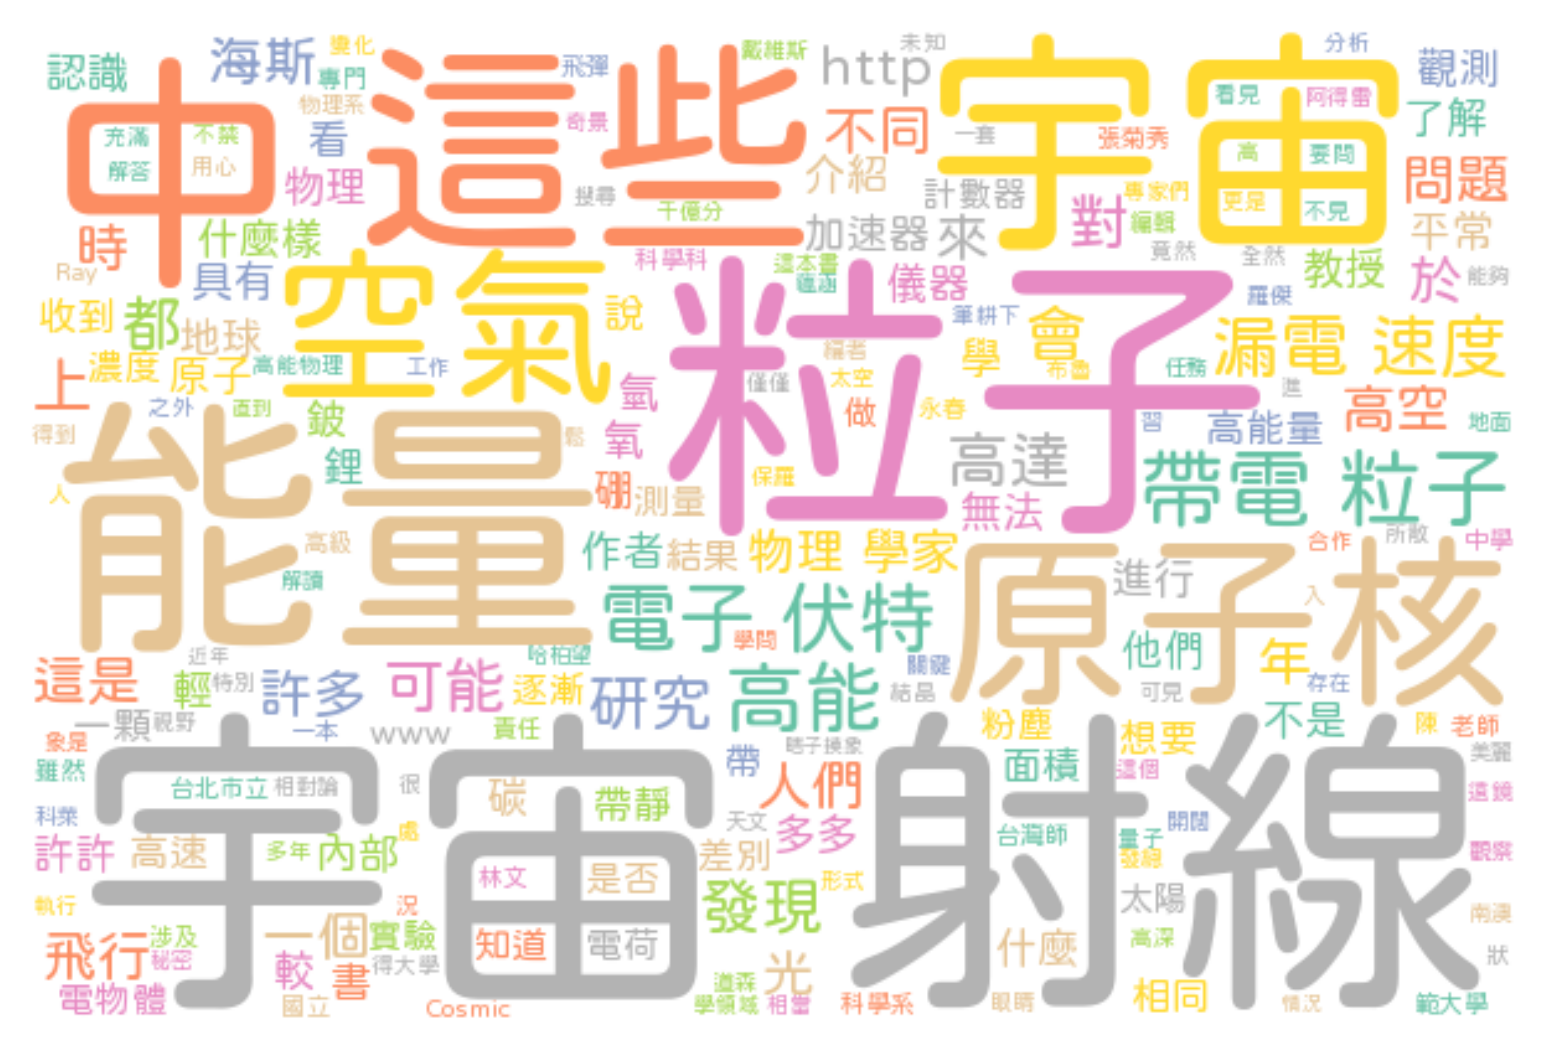 認識 海斯 變化 專門 物理系 飛彈 奇景 戴維斯 http 未知 分析 觀測
中 這些 宇宙 不同 一套 張菊秀 看見 阿得雷 了解
充滿 不禁 解答 用心 看 物理 搜尋 千億分 介紹 計數器 專家們 高 要問 更是 不見 問題
時 什麼樣 加速器 來 對 編輯 平常
Ray 具有 科學科 這本書 儀器 竟然 全然 教授 於 能夠
收到 都 地球 空氣 說 粒子 筆耕下 羅傑 漏電 速度
上 濃度 原子 高能物理 工作 編者 學 會 布魯 任務
氫 僅僅 太空 進 高空
得到 之外 直到 鈹 氧 做 永春 習 高能量 地面
人 能量 鋰 鬆 硼 測量 保羅 高達 無法 帶電 粒子
高級 解讀 作者 結果 物理 學家 原子核 進行 合作 所散 中學
電子 伏特 學問 入
這是 近年 輕 特別 許多 可能 哈柏望 逐漸 研究 高能 關鍵 結晶 他們 可見 年 存在
一顆 視野 一本 www 責任 粉塵 想要 不是 陳 老師
象是 雖然 宇宙 射線 帶 人們 面積 這個 美麗
台北市立 相對論 很 碳 帶靜 遠鏡
科藥 天文 多多 台灣師 量子 開闊
許許 高速 多年 內部 處 差別 發線 觀察
執行 況 林文 是否 發現 形式 太陽 南澳
飛行 涉及 秘密 一個 實驗 知道 電荷 什麼 高深 狀
較 書 得大學 光
電物體 國立 Cosmic 道森 學領域 相當 科學系 眼睛 相同 情況 範大學